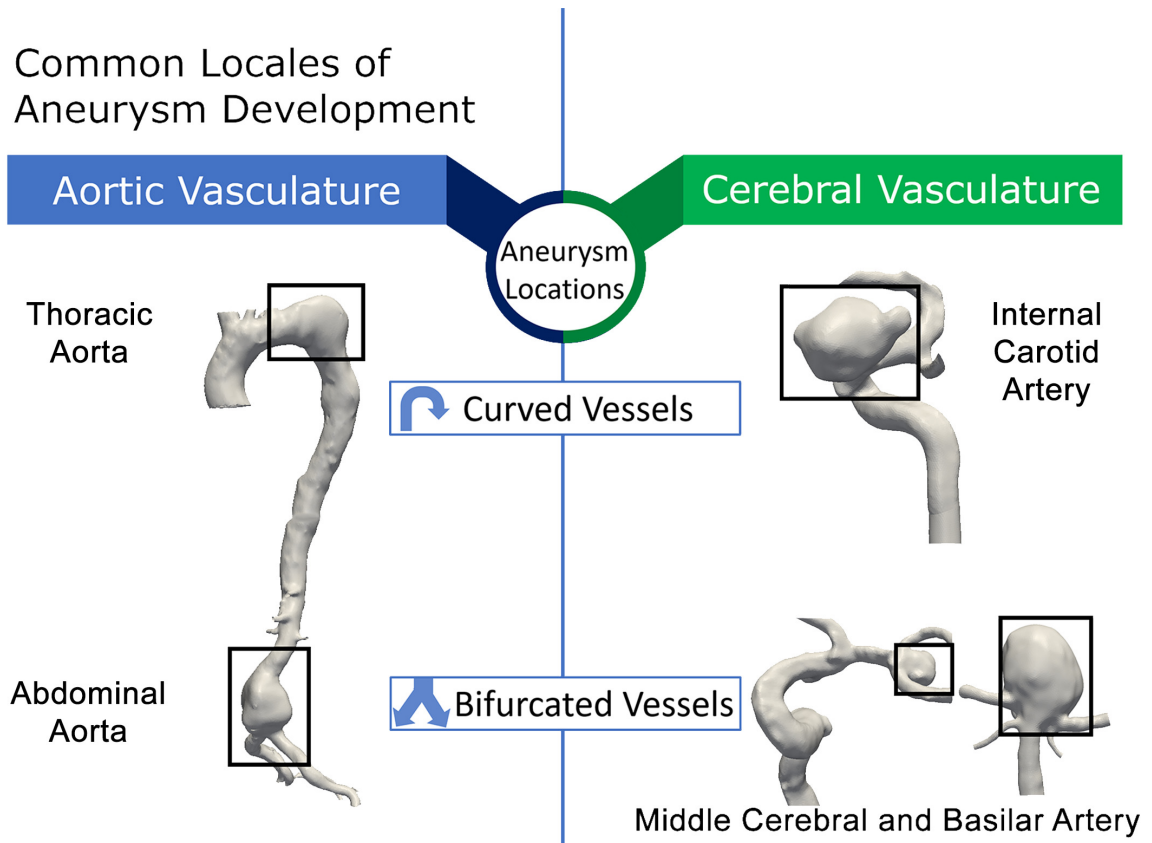 Common Locales of
Aneurysm Development
Aortic Vasculature
Cerebral Vasculature
Aneurysm
Locations
Thoracic
Aorta
Internal
Carotid
Artery
Curved Vessels
Abdominal
Aorta
Bifurcated Vessels
Middle Cerebral and Basilar Artery